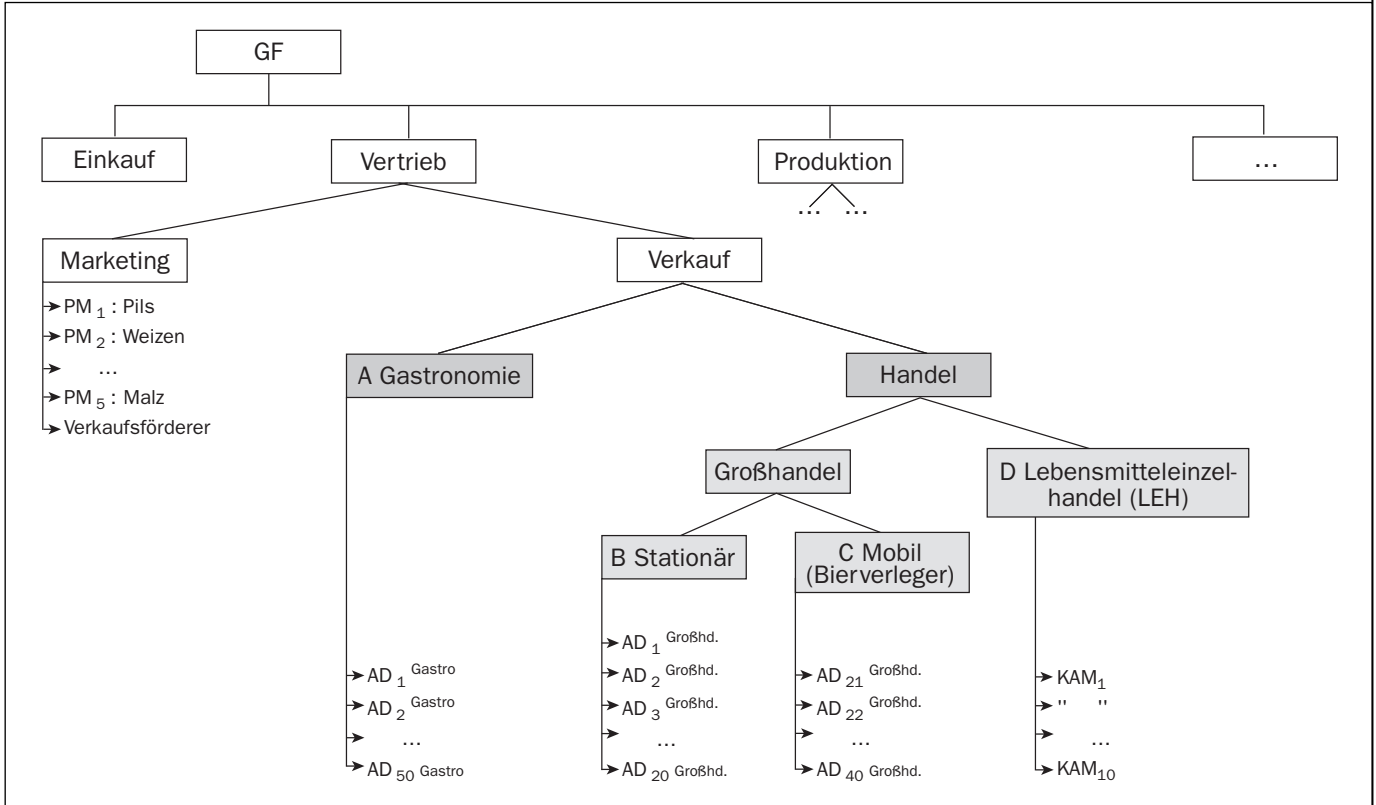 GF
Einkauf
Vertrieb
Produktion
...
... ...
Marketing
Verkauf
PM 1 : Pils
PM 2 : Weizen
...
PM 5 : Malz
Verkaufsförderer
A Gastronomie
Handel
Großhandel
D Lebensmitteleinzel-
handel (LEH)
B Stationär
C Mobil
(Bierverleger)
AD 1 Gastro
AD 2 Gastro
...
AD 50 Gastro
AD 1 Großhd.
AD 2 Großhd.
AD 3 Großhd.
...
AD 20 Großhd.
AD 21 Großhd.
AD 22 Großhd.
...
AD 40 Großhd.
KAM1
" "
...
KAM10